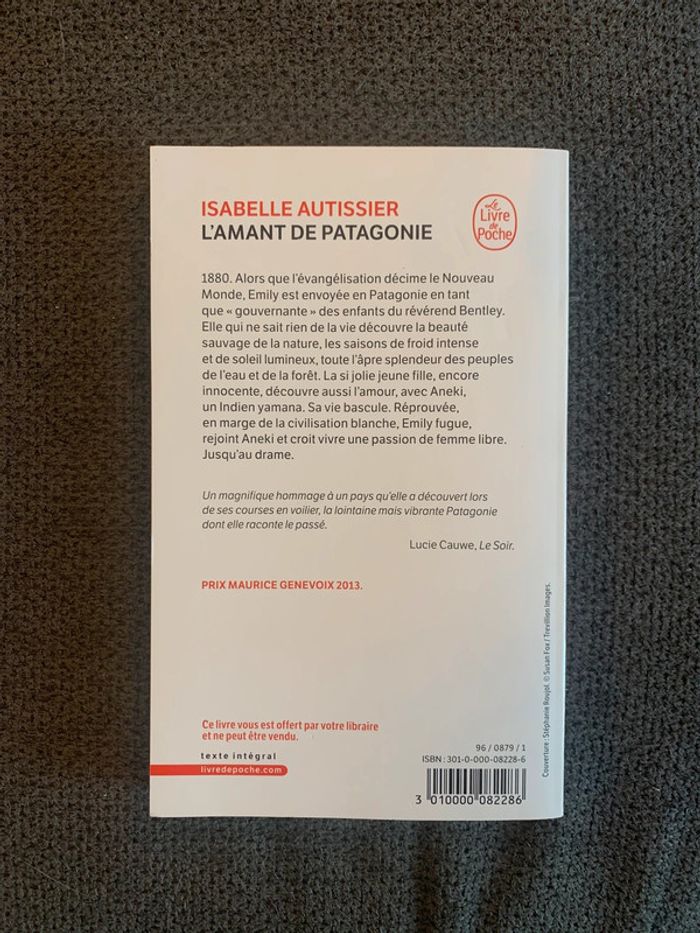 ISABELLE AUTISSIER
L'AMANT DE PATAGONIE
Le
Livre
de
Poche
1880. Alors que l'évangélisation décime le Nouveau
Monde, Emily est envoyée en Patagonie en tant
que « gouvernante » des enfants du révérend Bentley.
Elle qui ne sait rien de la vie découvre la beauté
sauvage de la nature, les saisons de froid intense
et de soleil lumineux, toute l'âpre splendeur des peuples
de l'eau et de la forêt. La si jolie jeune fille, encore
innocente, découvre aussi l'amour, avec Aneki,
un Indien yamana. Sa vie bascule. Réprouvée,
en marge de la civilisation blanche, Emily fugue,
rejoint Aneki et croit vivre une passion de femme libre.
Jusqu'au drame.
Un magnifique hommage à un pays qu'elle a découvert lors
de ses courses en voilier, la lointaine mais vibrante Patagonie
dont elle raconte le passé.
Lucie Cauwe, Le Soir.
PRIX MAURICE GENEVOIX 2013.
Ce livre vous est offert par votre libraire
et ne peut être vendu.
texte intégral
livredepoche.com
96 / 0879 / 1
ISBN : 301-0-000-08228-6
3 010000 082286
Couverture : Stéphanie Roujol. © Susan Fox / Trevillion Images.